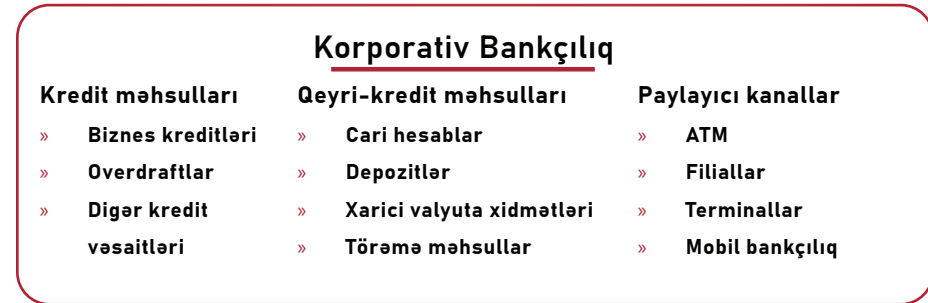 Korporativ Bankçılıq
Kredit məhsulları
» Biznes kreditləri
» Overdraftlar
» Digər kredit
vəsaitləri
Qeyri-kredit məhsulları
» Cari hesablar
» Depozitlər
» Xarici valyuta xidmətləri
» Törəmə məhsullar
Paylayıcı kanallar
» ATM
» Filiallar
» Terminallar
» Mobil bankçılıq